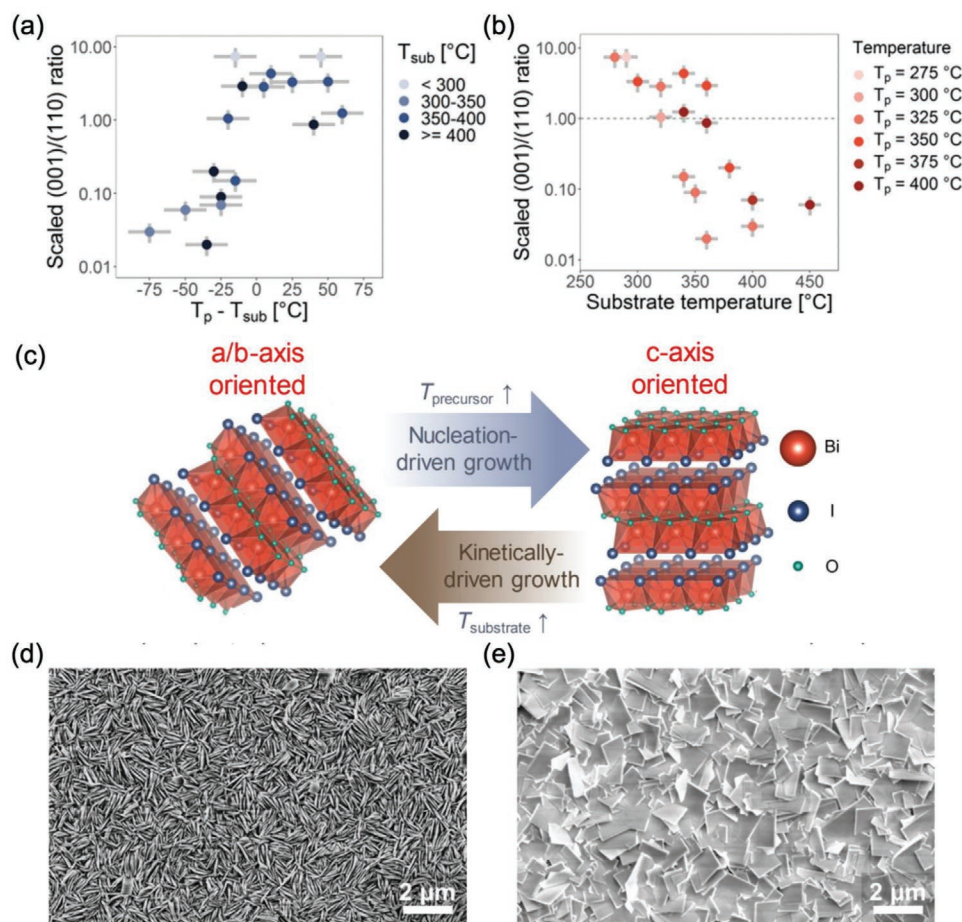 (a)
Scaled (001)/(110) ratio
10.00
1.00
0.10
0.01
-75
-50
-25
0
25
50
75
Tp - Tsub [°C]
Tsub [°C]
< 300
300-350
350-400
>= 400
(b)
Scaled (001)/(110) ratio
10.00
1.00
0.10
0.01
250
300
350
400
450
Substrate temperature [°C]
Temperature
Tp = 275 °C
Tp = 300 °C
Tp = 325 °C
Tp = 350 °C
Tp = 375 °C
Tp = 400 °C
(c)
a/b-axis
oriented
Tprecursor ↑
Nucleation-
driven growth
Kinetically-
driven growth
Tsubstrate ↑
c-axis
oriented
Bi
I
O
(d)
2 μm
(e)
2 μm